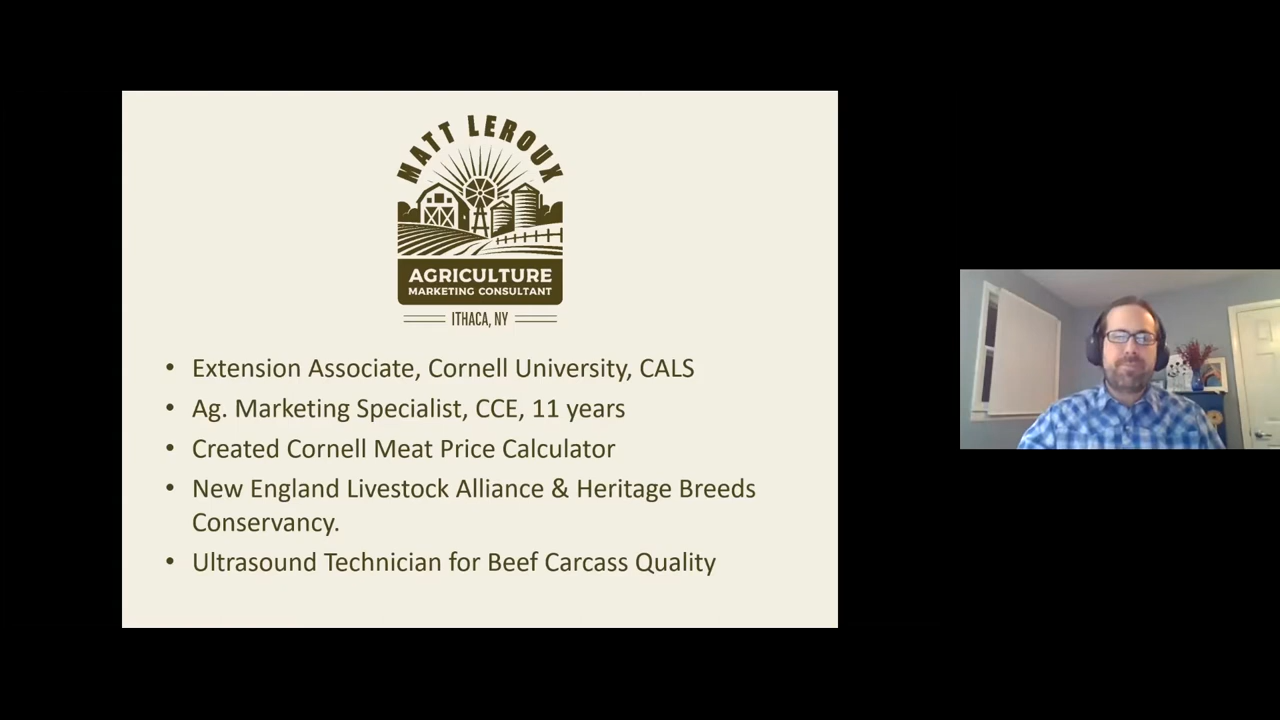 MATT LEROUX
AGRICULTURE
MARKETING CONSULTANT
ITHACA, NY
• Extension Associate, Cornell University, CALS
• Ag. Marketing Specialist, CCE, 11 years
• Created Cornell Meat Price Calculator
• New England Livestock Alliance & Heritage Breeds
Conservancy.
• Ultrasound Technician for Beef Carcass Quality